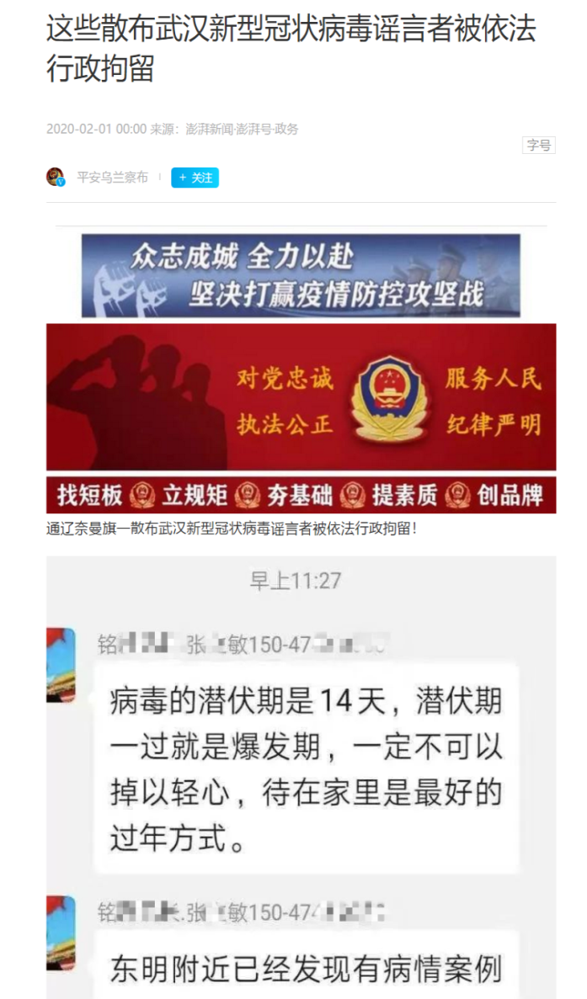 这些散布武汉新型冠状病毒谣言者被依法
行政拘留
2020-02-01 00:00 来源：澎湃新闻·澎湃号·政务
字号
平安乌兰察布
+ 关注
众志成城 全力以赴
坚决打赢疫情防控攻坚战
对党忠诚 服务人民
执法公正 纪律严明
找短板 立规矩 夯基础 提素质 创品牌
通辽奈曼旗一散布武汉新型冠状病毒谣言者被依法行政拘留！
早上11:27
铭 张 敏150-47
病毒的潜伏期是14天，潜伏期
一过就是爆发期，一定不可以
掉以轻心，待在家里是最好的
过年方式。
铭 .张 敏150-474
东明附近已经发现有病情案例